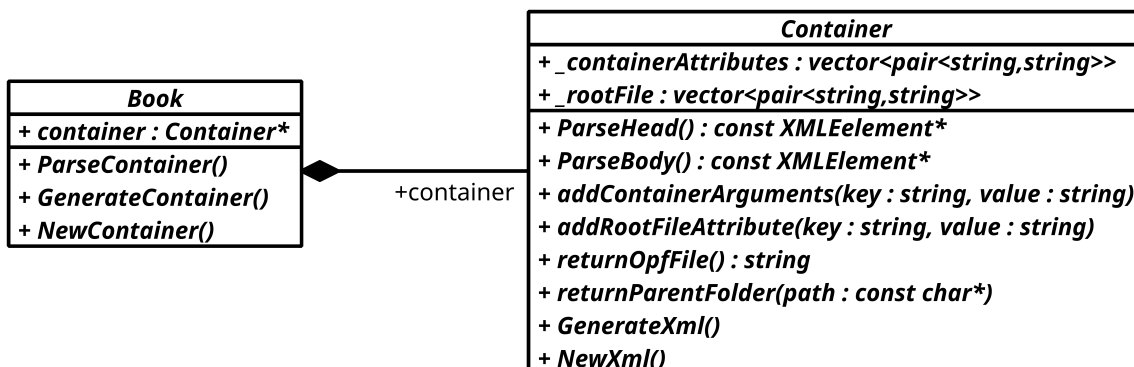 Book
+ container : Container*
+ ParseContainer()
+ GenerateContainer()
+ NewContainer()
+container
Container
+ _containerAttributes : vector<pair<string,string>>
+ _rootFile : vector<pair<string,string>>
+ ParseHead() : const XMLEelement*
+ ParseBody() : const XMLElement*
+ addContainerArguments(key : string, value : string)
+ addRootFileAttribute(key : string, value : string)
+ returnOpfFile() : string
+ returnParentFolder(path : const char*)
+ GenerateXml()
+ NewXml()